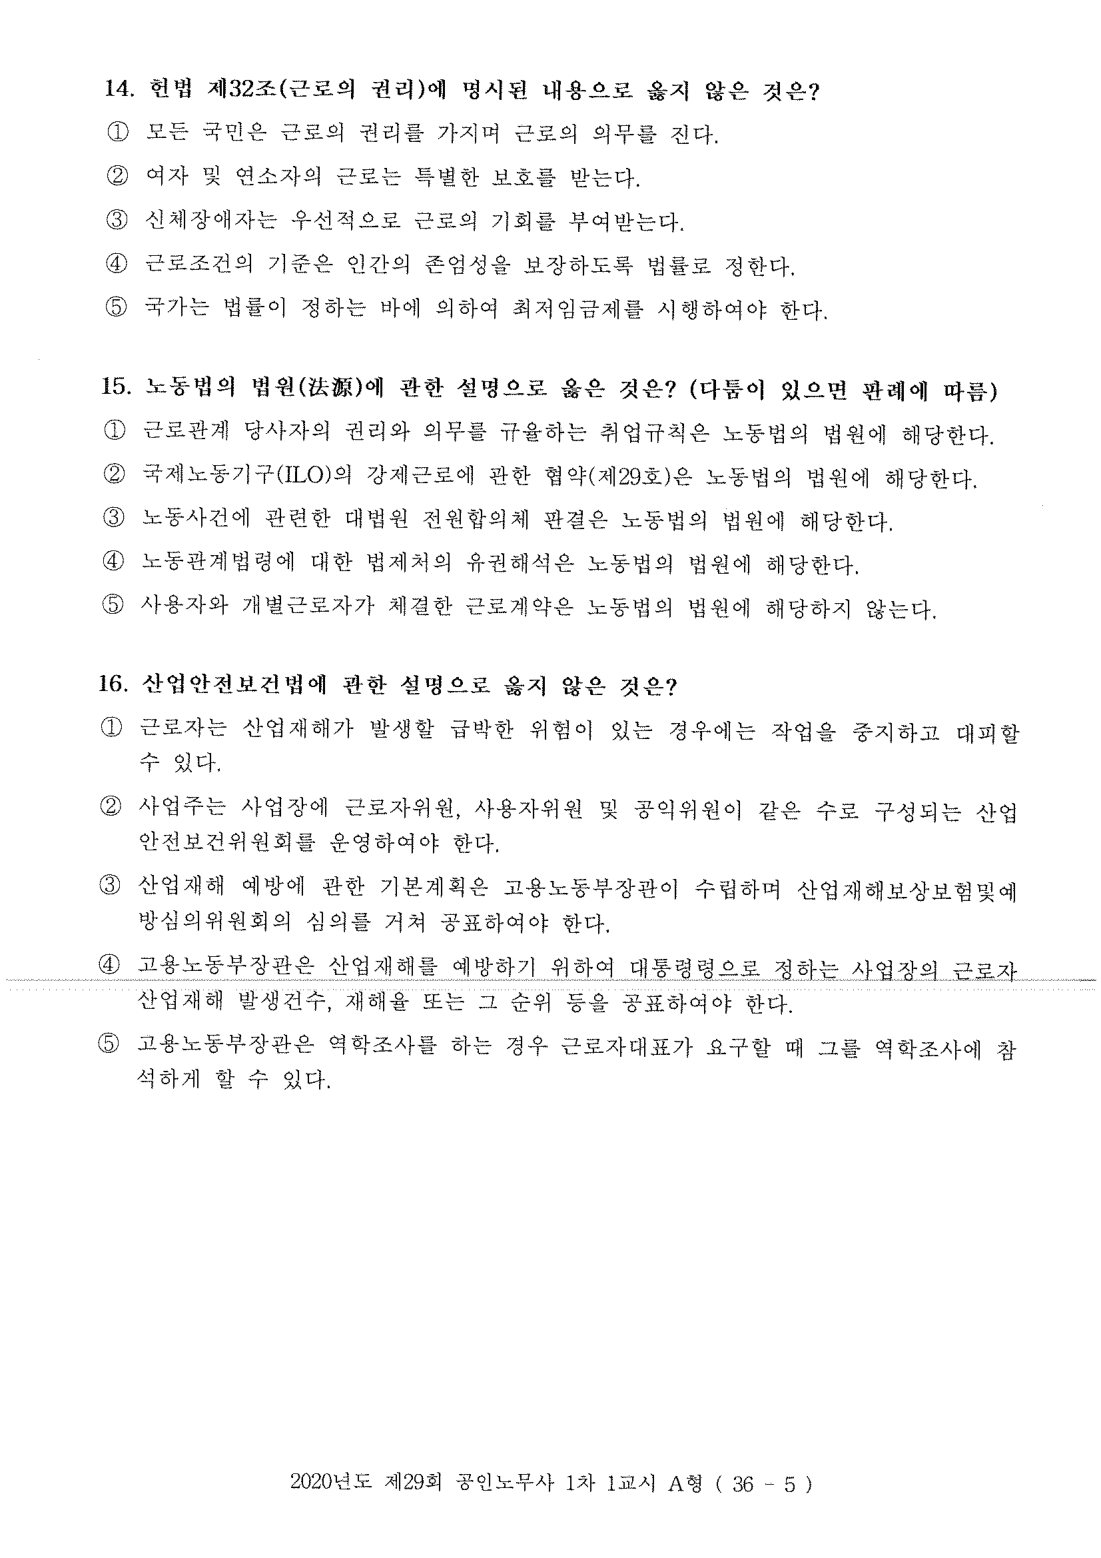 14. 헌법 제32조(근로의 권리)에 명시된 내용으로 옳지 않은 것은?
① 모든 국민은 근로의 권리를 가지며 근로의 의무를 진다.
② 여자 및 연소자의 근로는 특별한 보호를 받는다.
③ 신체장애자는 우선적으로 근로의 기회를 부여받는다.
④ 근로조건의 기준은 인간의 존엄성을 보장하도록 법률로 정한다.
⑤ 국가는 법률이 정하는 바에 의하여 최저임금제를 시행하여야 한다.
15. 노동법의 법원(法源)에 관한 설명으로 옳은 것은? (다툼이 있으면 판례에 따름)
① 근로관계 당사자의 권리와 의무를 규율하는 취업규칙은 노동법의 법원에 해당한다.
② 국제노동기구(ILO)의 강제근로에 관한 협약(제29호)은 노동법의 법원에 해당한다.
③ 노동사건에 관련한 대법원 전원합의체 판결은 노동법의 법원에 해당한다.
④ 노동관계법령에 대한 법제처의 유권해석은 노동법의 법원에 해당한다.
⑤ 사용자와 개별근로자가 체결한 근로계약은 노동법의 법원에 해당하지 않는다.
16. 산업안전보건법에 관한 설명으로 옳지 않은 것은?
① 근로자는 산업재해가 발생할 급박한 위험이 있는 경우에는 작업을 중지하고 대피할
수 있다.
② 사업주는 사업장에 근로자위원, 사용자위원 및 공익위원이 같은 수로 구성되는 산업
안전보건위원회를 운영하여야 한다.
③ 산업재해 예방에 관한 기본계획은 고용노동부장관이 수립하며 산업재해보상보험및예
방심의위원회의 심의를 거쳐 공표하여야 한다.
④ 고용노동부장관은 산업재해를 예방하기 위하여 대통령령으로 정하는 사업장의 근로자
산업재해 발생건수, 재해율 또는 그 순위 등을 공표하여야 한다.
⑤ 고용노동부장관은 역학조사를 하는 경우 근로자대표가 요구할 때 그를 역학조사에 참
석하게 할 수 있다.
2020년도 제29회 공인노무사 1차 1교시 A형 ( 36 - 5 )